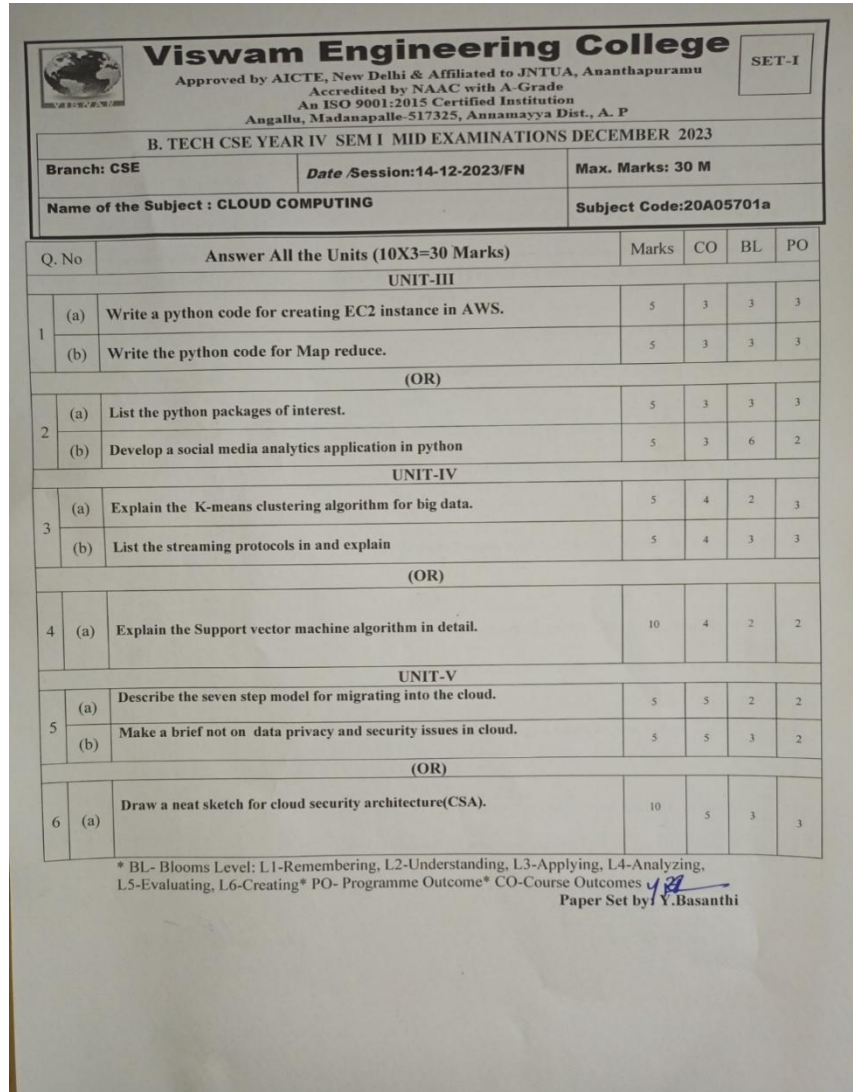 Viswam Engineering College
SET-I
Approved by AICTE, New Delhi & Affiliated to JNTUA, Ananthapuramu
Accredited by NAAC with A-Grade
An ISO 9001:2015 Certified Institution
Angallu, Madanapalle-517325, Annamayya Dist., A. P
B. TECH CSE YEAR IV SEM I MID EXAMINATIONS DECEMBER 2023
Branch: CSE Date /Session:14-12-2023/FN Max. Marks: 30 M
Name of the Subject : CLOUD COMPUTING Subject Code:20A05701a
Q. No Answer All the Units (10X3=30 Marks) Marks CO BL PO
UNIT-III
1 (a) Write a python code for creating EC2 instance in AWS. 5 3 3 3
(b) Write the python code for Map reduce. 5 3 3 3
(OR)
2 (a) List the python packages of interest. 5 3 3 3
(b) Develop a social media analytics application in python 5 3 6 2
UNIT-IV
3 (a) Explain the K-means clustering algorithm for big data. 5 4 2 3
(b) List the streaming protocols in and explain 5 4 3 3
(OR)
4 (a) Explain the Support vector machine algorithm in detail. 10 4 2 2
UNIT-V
5 (a) Describe the seven step model for migrating into the cloud. 5 5 2 2
(b) Make a brief not on data privacy and security issues in cloud. 5 5 3 2
(OR)
6 (a) Draw a neat sketch for cloud security architecture(CSA). 10 5 3 3
* BL- Blooms Level: L1-Remembering, L2-Understanding, L3-Applying, L4-Analyzing,
L5-Evaluating, L6-Creating* PO- Programme Outcome* CO-Course Outcomes
Paper Set by: Y.Basanthi